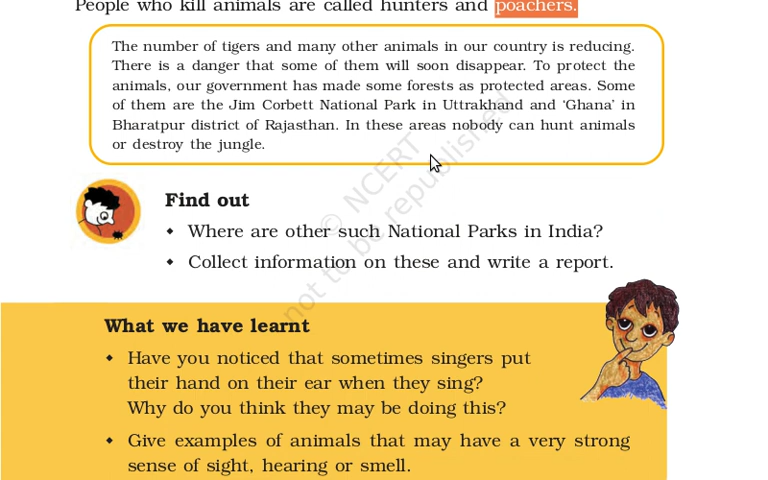 People who kill animals are called hunters and poachers.
The number of tigers and many other animals in our country is reducing.
There is a danger that some of them will soon disappear. To protect the
animals, our government has made some forests as protected areas. Some
of them are the Jim Corbett National Park in Uttrakhand and ‘Ghana’ in
Bharatpur district of Rajasthan. In these areas nobody can hunt animals
or destroy the jungle.
© NCERT
not to be republished
Find out
• Where are other such National Parks in India?
• Collect information on these and write a report.
What we have learnt
• Have you noticed that sometimes singers put
their hand on their ear when they sing?
Why do you think they may be doing this?
• Give examples of animals that may have a very strong
sense of sight, hearing or smell.